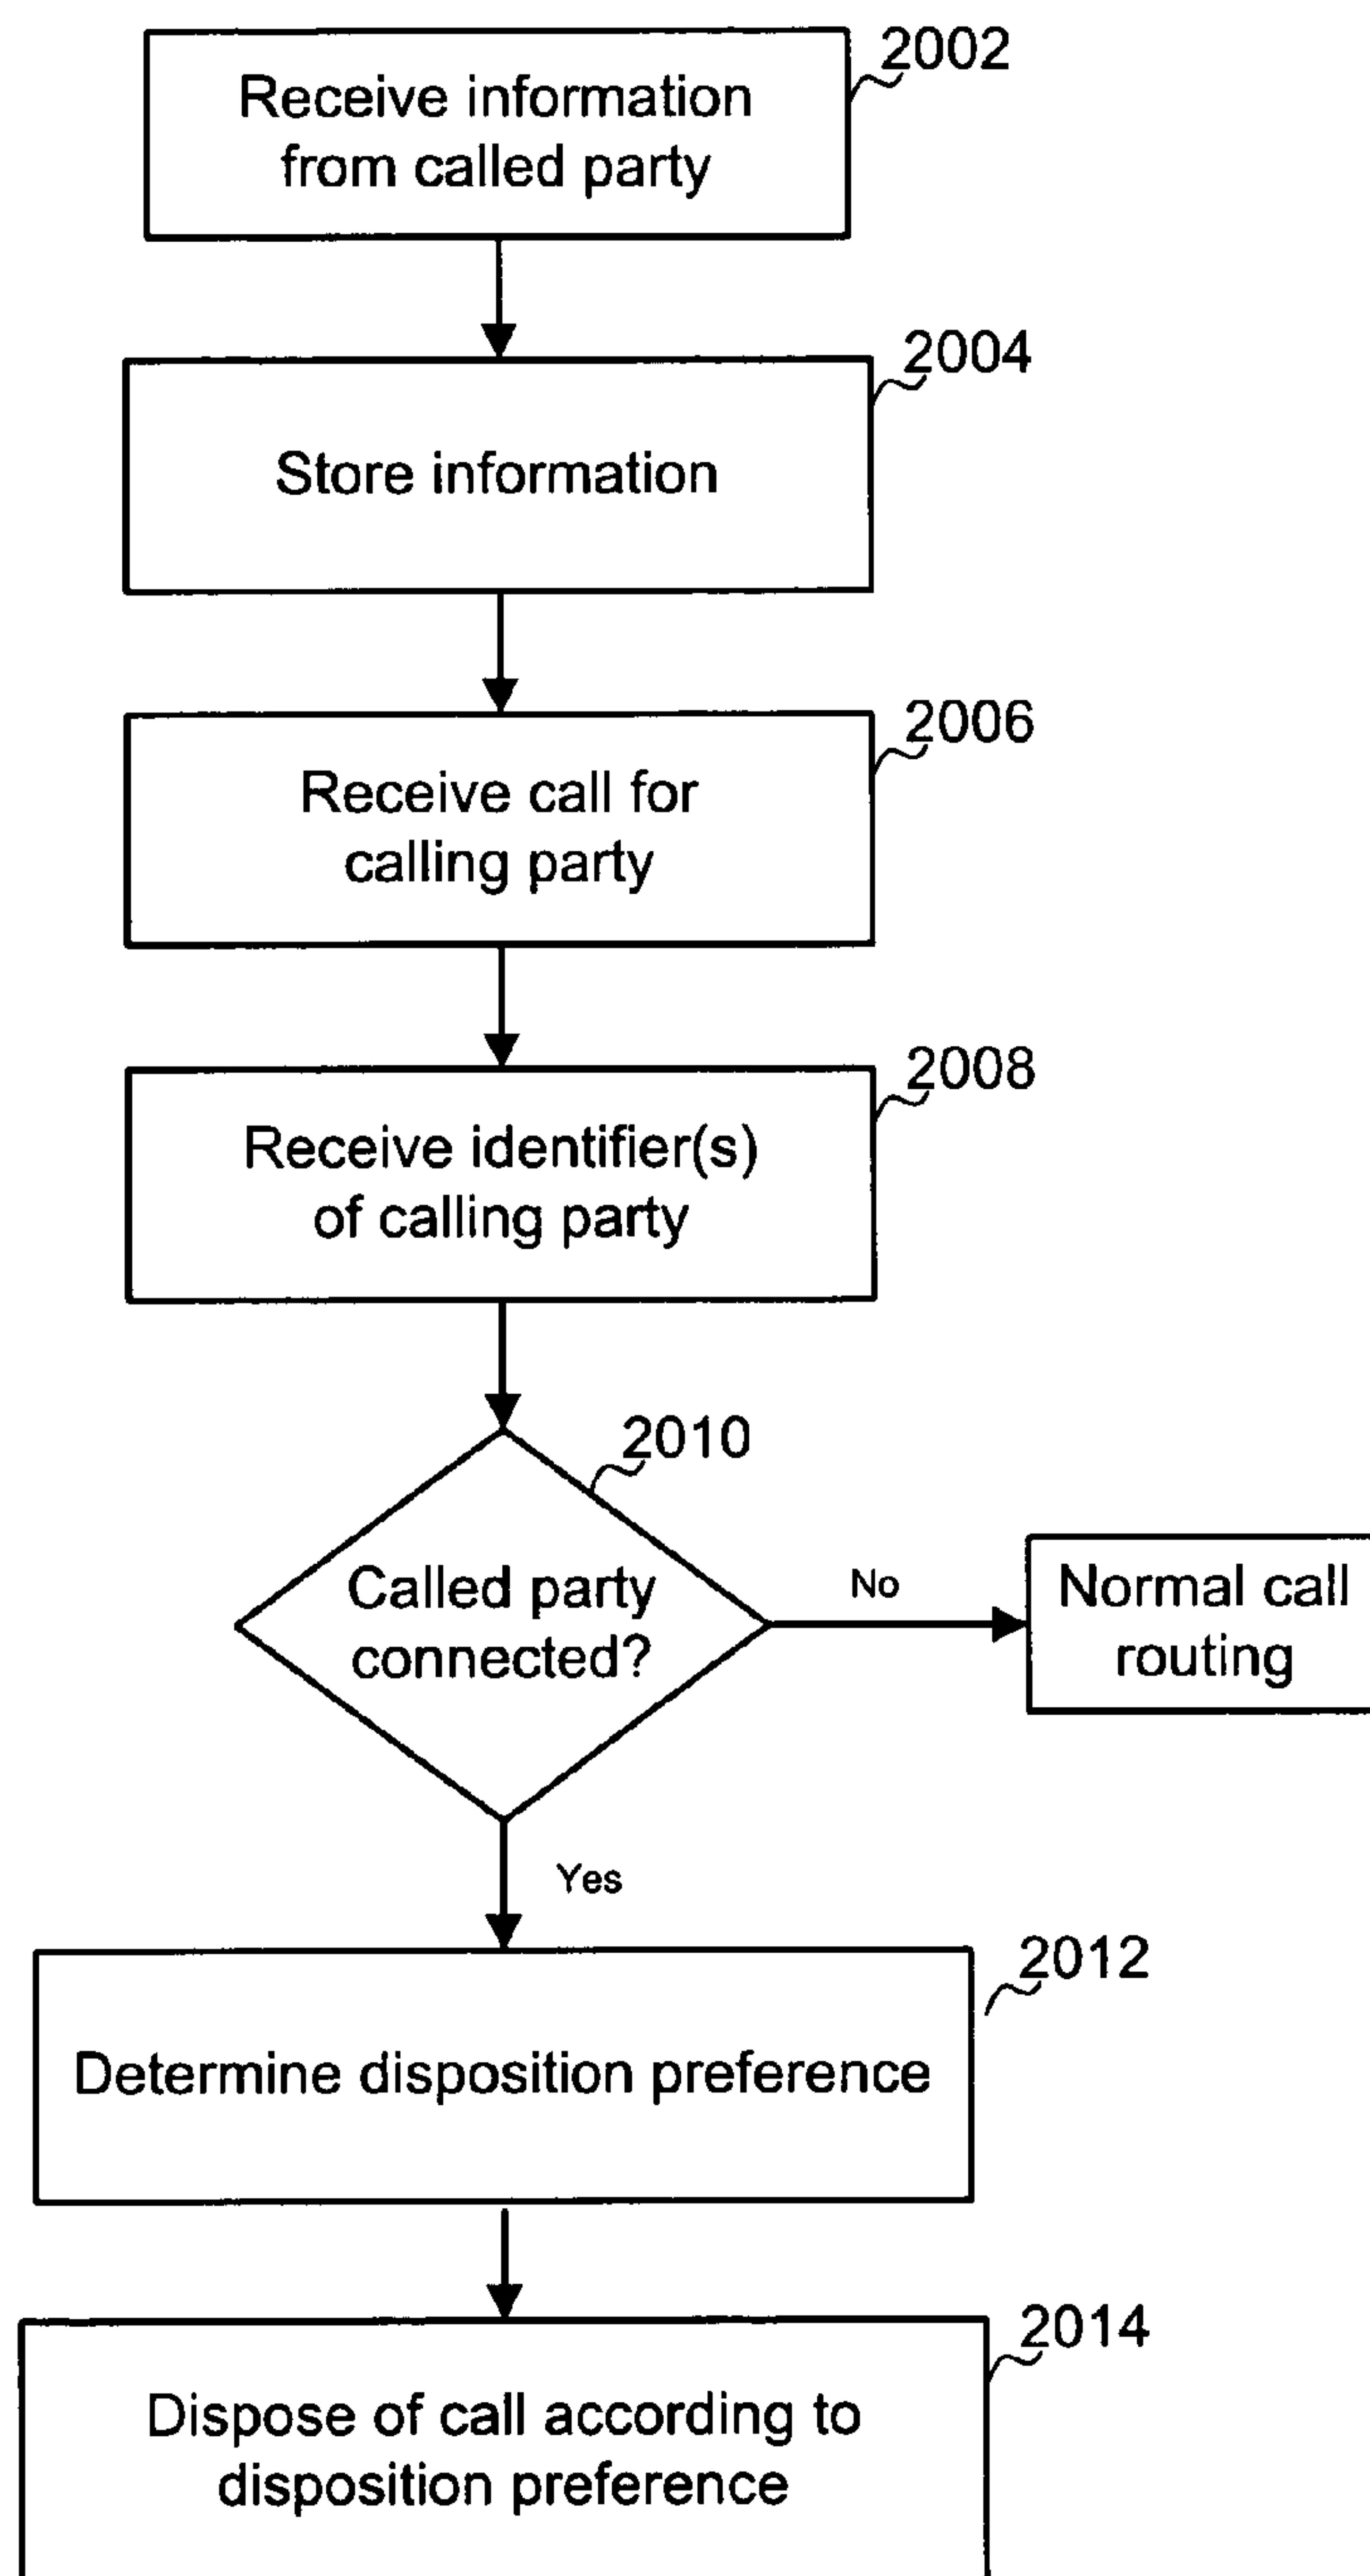 2002
Receive information
from called party
2004
Store information
2006
Receive call for
calling party
2008
Receive identifier(s)
of calling party
2010
Called party
connected?
No
Normal call
routing
Yes
2012
Determine disposition preference
2014
Dispose of call according to
disposition preference